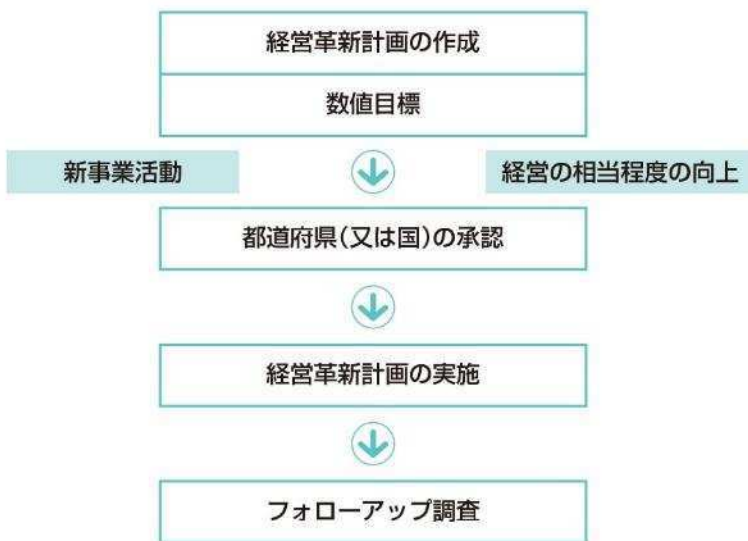 経営革新計画の作成
数値目標
新事業活動
経営の相当程度の向上
都道府県(又は国)の承認
経営革新計画の実施
フォローアップ調査